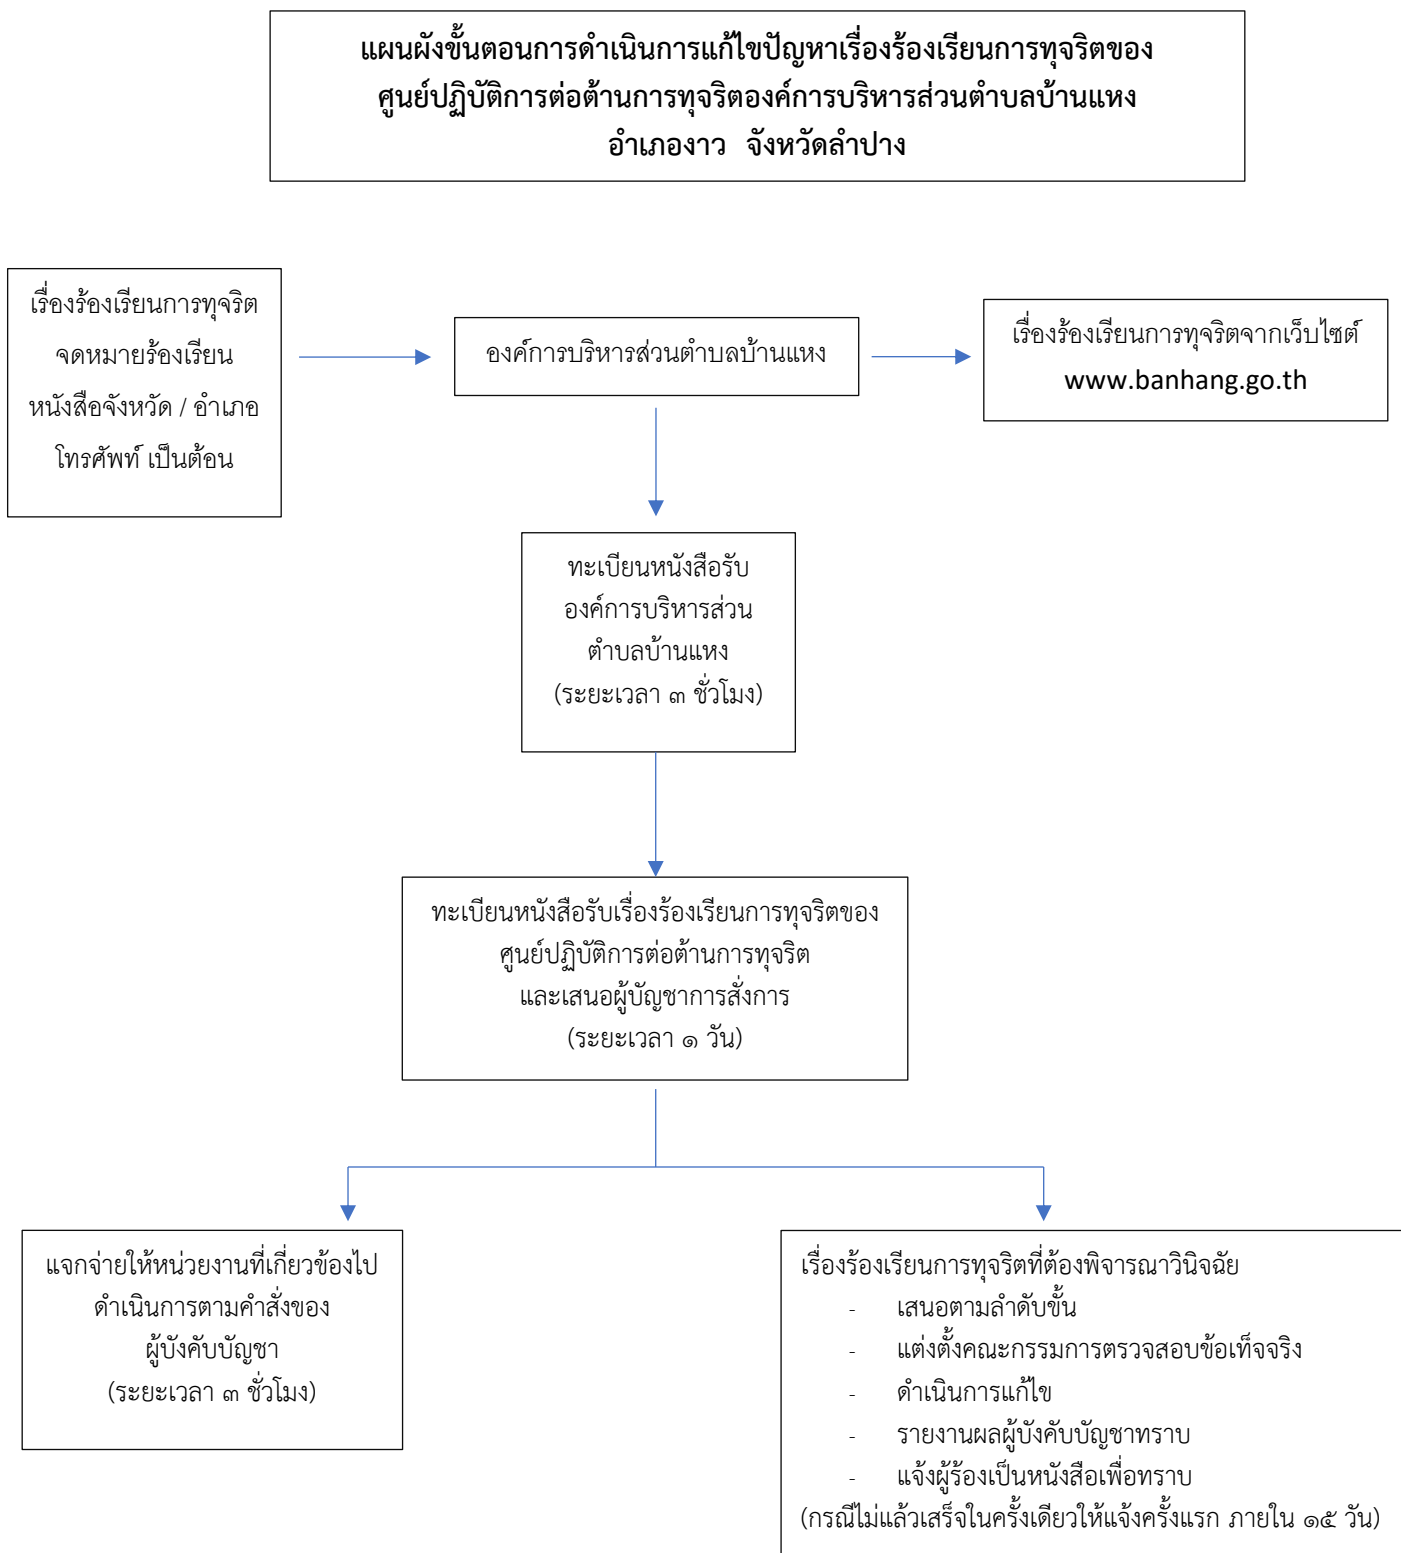 แผนผังขั้นตอนการดำเนินการแก้ไขปัญหาเรื่องร้องเรียนการทุจริตของ
ศูนย์ปฏิบัติการต่อต้านการทุจริตองค์การบริหารส่วนตำบลบ้านแหง
อำเภองาว จังหวัดลำปาง
เรื่องร้องเรียนการทุจริต
จดหมายร้องเรียน
หนังสือจังหวัด / อำเภอ
โทรศัพท์ เป็นต้อน
องค์การบริหารส่วนตำบลบ้านแหง
เรื่องร้องเรียนการทุจริตจากเว็บไซต์
www.banhang.go.th
ทะเบียนหนังสือรับ
องค์การบริหารส่วน
ตำบลบ้านแหง
(ระยะเวลา ๓ ชั่วโมง)
ทะเบียนหนังสือรับเรื่องร้องเรียนการทุจริตของ
ศูนย์ปฏิบัติการต่อต้านการทุจริต
และเสนอผู้บัญชาการสั่งการ
(ระยะเวลา ๑ วัน)
แจกจ่ายให้หน่วยงานที่เกี่ยวข้องไป
ดำเนินการตามคำสั่งของ
ผู้บังคับบัญชา
(ระยะเวลา ๓ ชั่วโมง)
เรื่องร้องเรียนการทุจริตที่ต้องพิจารณาวินิจฉัย
- เสนอตามลำดับขั้น
- แต่งตั้งคณะกรรมการตรวจสอบข้อเท็จจริง
- ดำเนินการแก้ไข
- รายงานผลผู้บังคับบัญชาทราบ
- แจ้งผู้ร้องเป็นหนังสือเพื่อทราบ
(กรณีไม่แล้วเสร็จในครั้งเดียวให้แจ้งครั้งแรก ภายใน ๑๕ วัน)